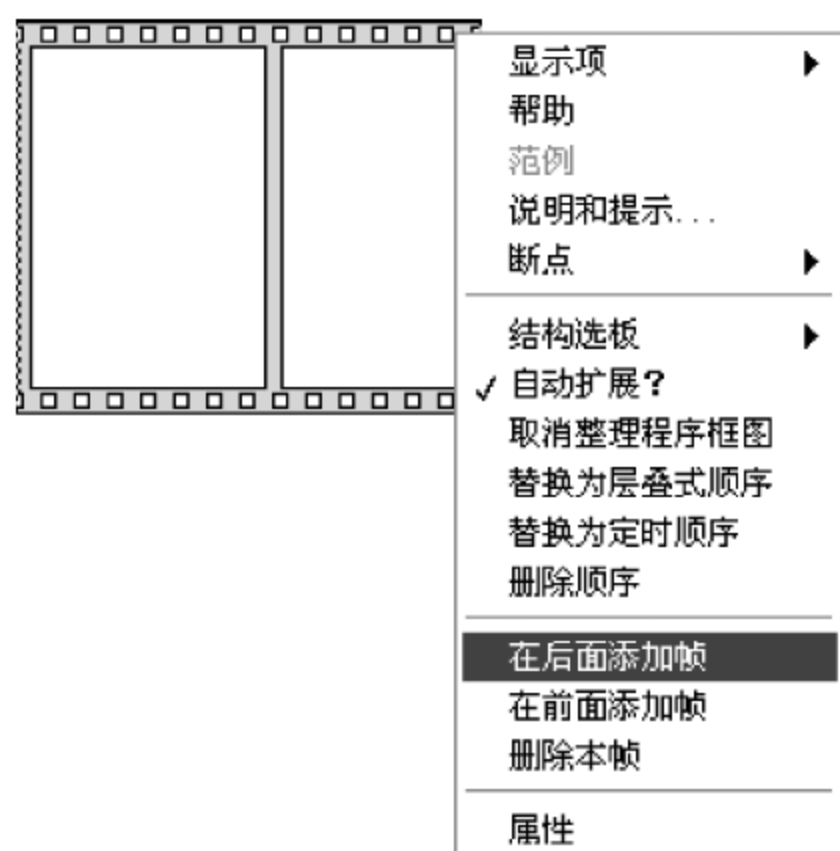 显示项
帮助
范例
说明和提示...
断点
结构选板
自动扩展?
取消整理程序框图
替换为层叠式顺序
替换为定时顺序
删除顺序
在后面添加帧
在前面添加帧
删除本帧
属性